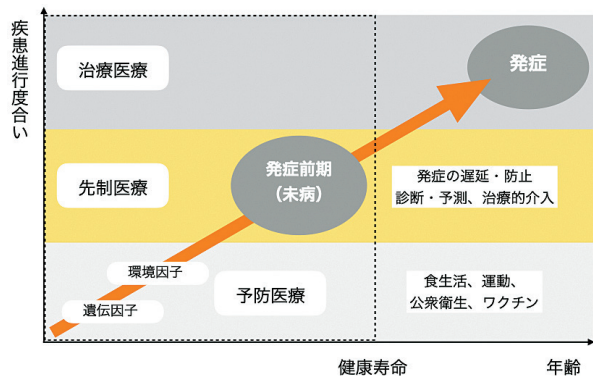 疾患進行度合い
治療医療
発症
先制医療
発症前期
（未病）
発症の遅延・防止
診断・予測、治療的介入
環境因子
遺伝因子
予防医療
食生活、運動、
公衆衛生、ワクチン
健康寿命
年齢